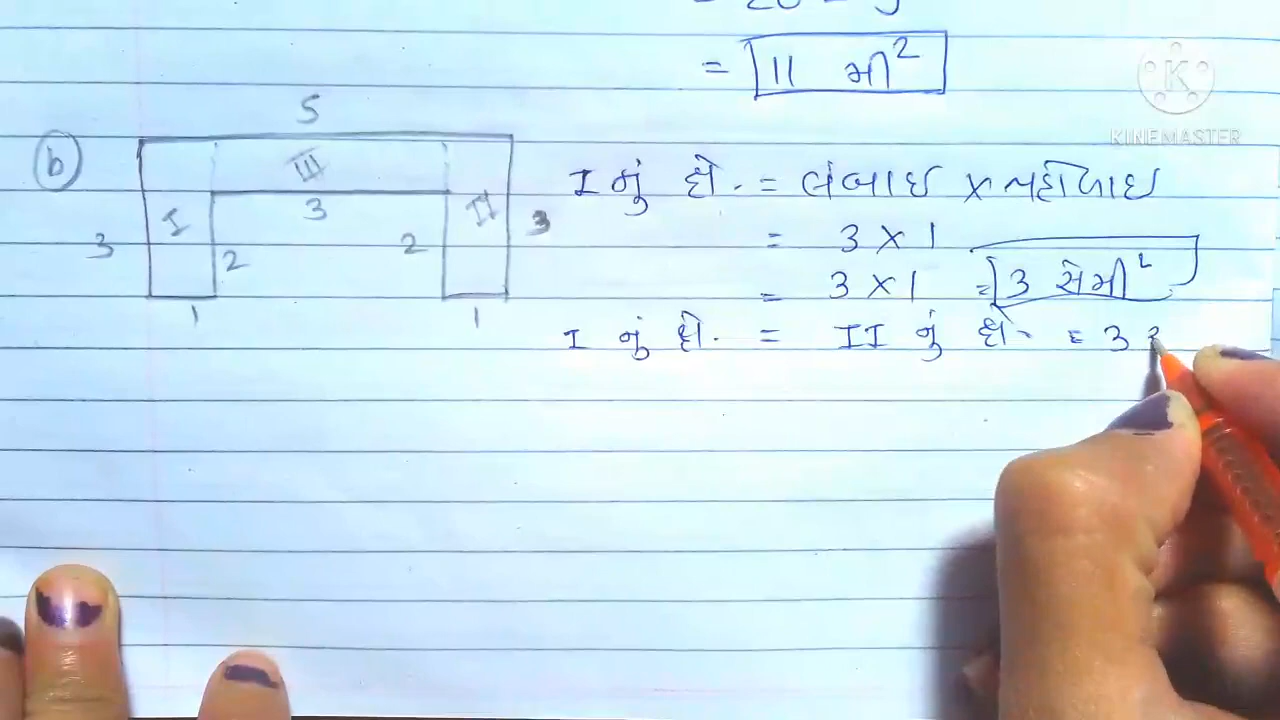 = 11 મી²
KINEMASTER
b
5
III
3
I
II
3
2
2
3
1
1
I નું ક્ષે. = લંબાઇ × પહોળાઇ
= 3 × 1
= 3 × 1 = 3 સેમી²
I નું ક્ષે. = II નું ક્ષે. = 3